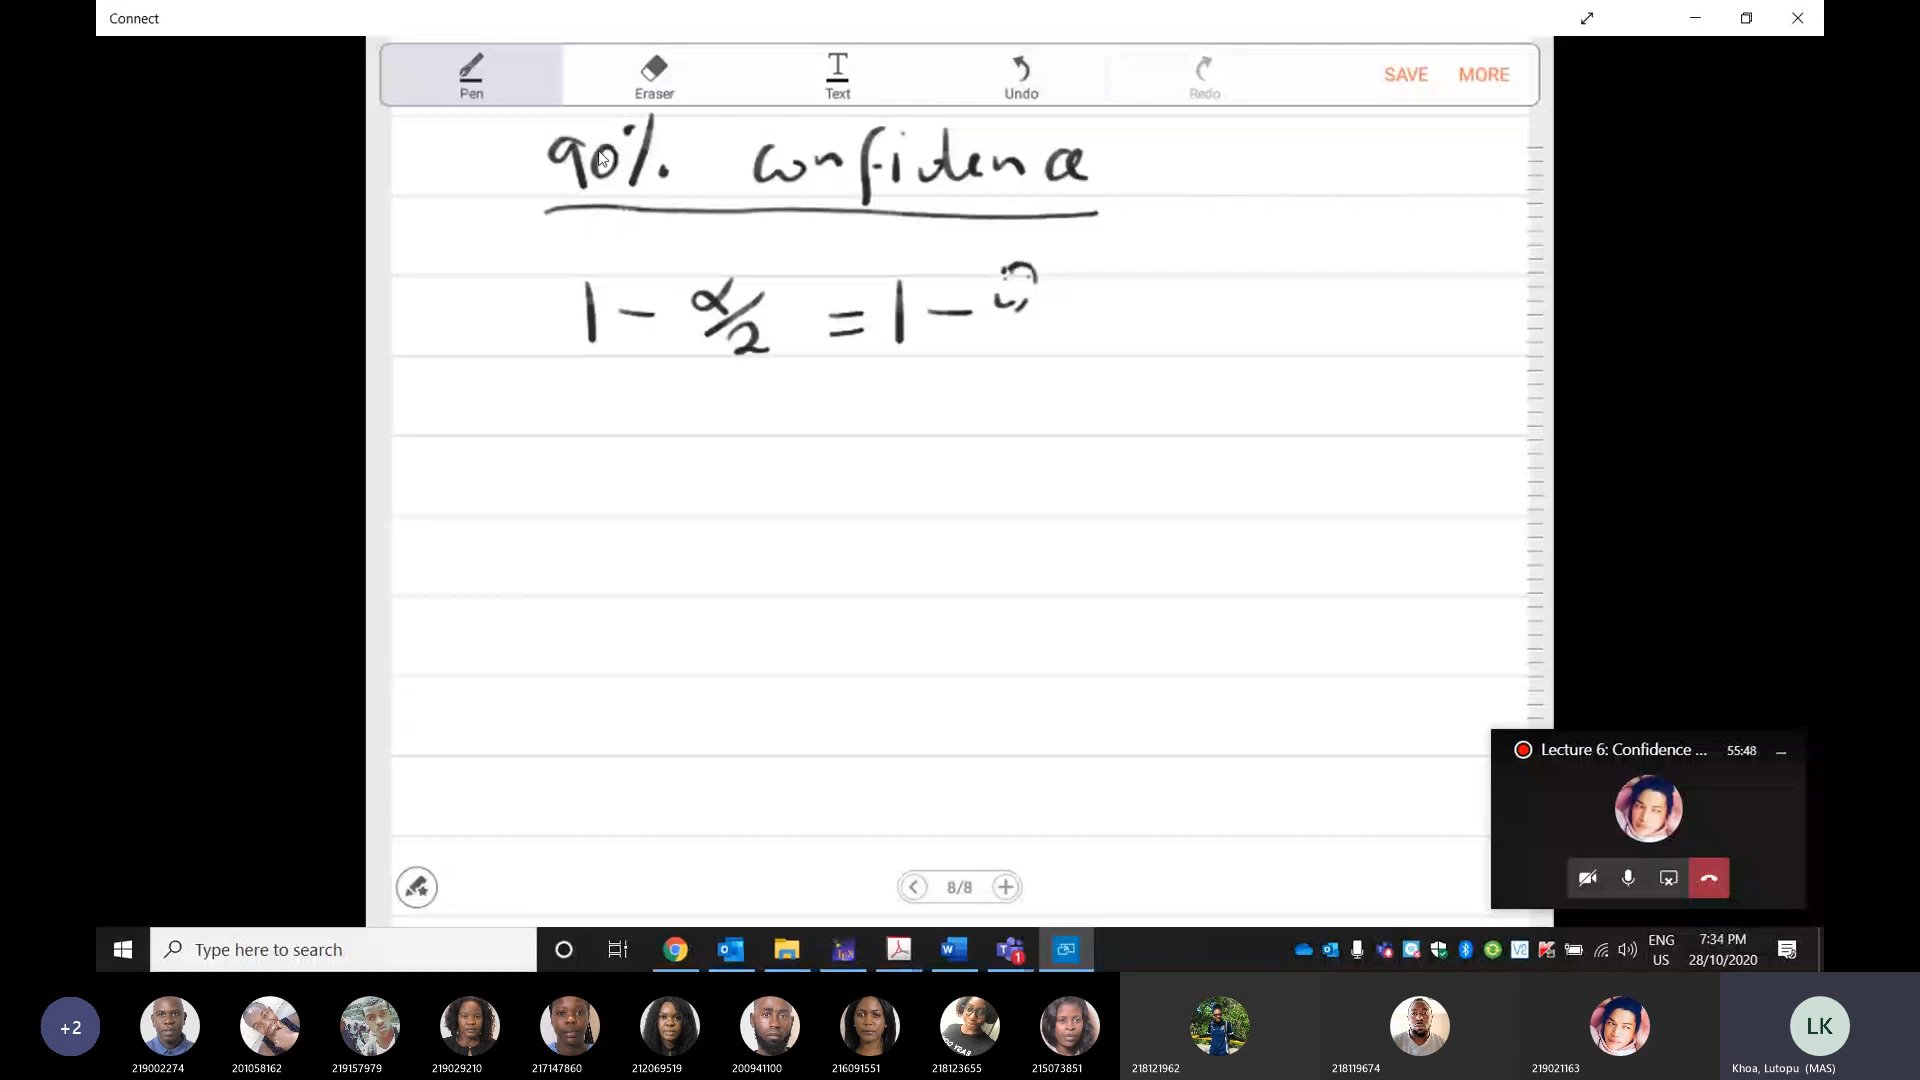 Connect
Pen
Eraser
Text
Undo
Redo
SAVE
MORE
90% confidence
1 - α/2 = 1 -
Lecture 6: Confidence ... 55:48
8/8
Type here to search
ENG
US
7:34 PM
28/10/2020
+2
LK
219002274
201058162
219157979
219029210
217147860
212069519
200941100
216091551
218123655
215073851
218121962
218119674
219021163
Khoa, Lutopu (MAS)